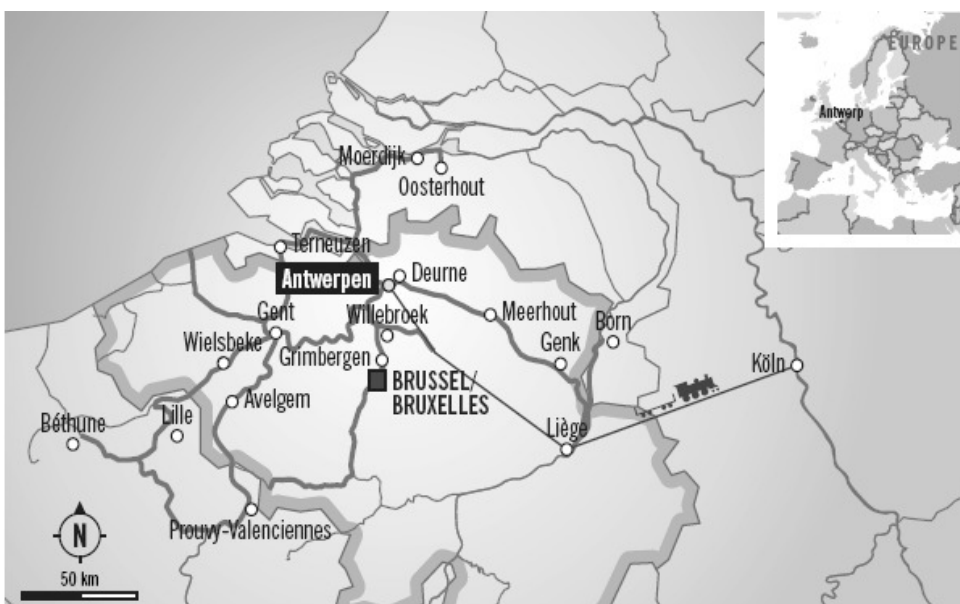 EUROPE
Antwerp
Moerdijk
Oosterhout
Terneuzen
Antwerpen
Deurne
Gent
Willebroek
Meerhout
Born
Wielsbeke
Grimbergen
Genk
Köln
BRUSSEL/
BRUXELLES
Avelgem
Béthune
Lille
Liège
Prouvy-Valenciennes
N
50 km